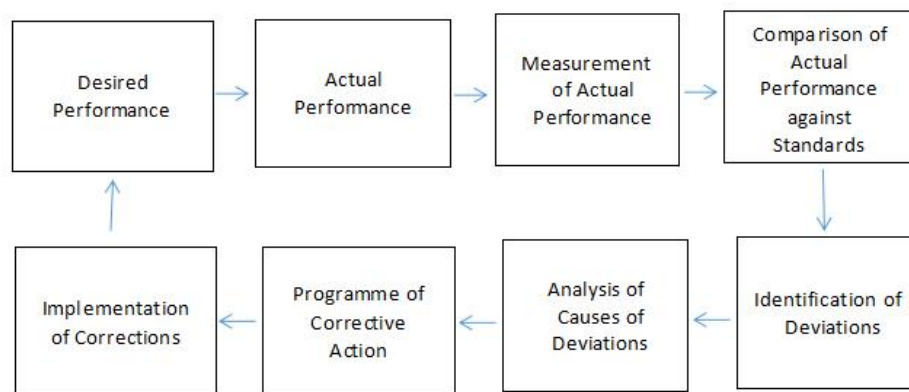 Desired
Performance
Actual
Performance
Measurement
of Actual
Performance
Comparison of
Actual
Performance
against
Standards
Identification of
Deviations
Analysis of
Causes of
Deviations
Programme of
Corrective
Action
Implementation
of Corrections